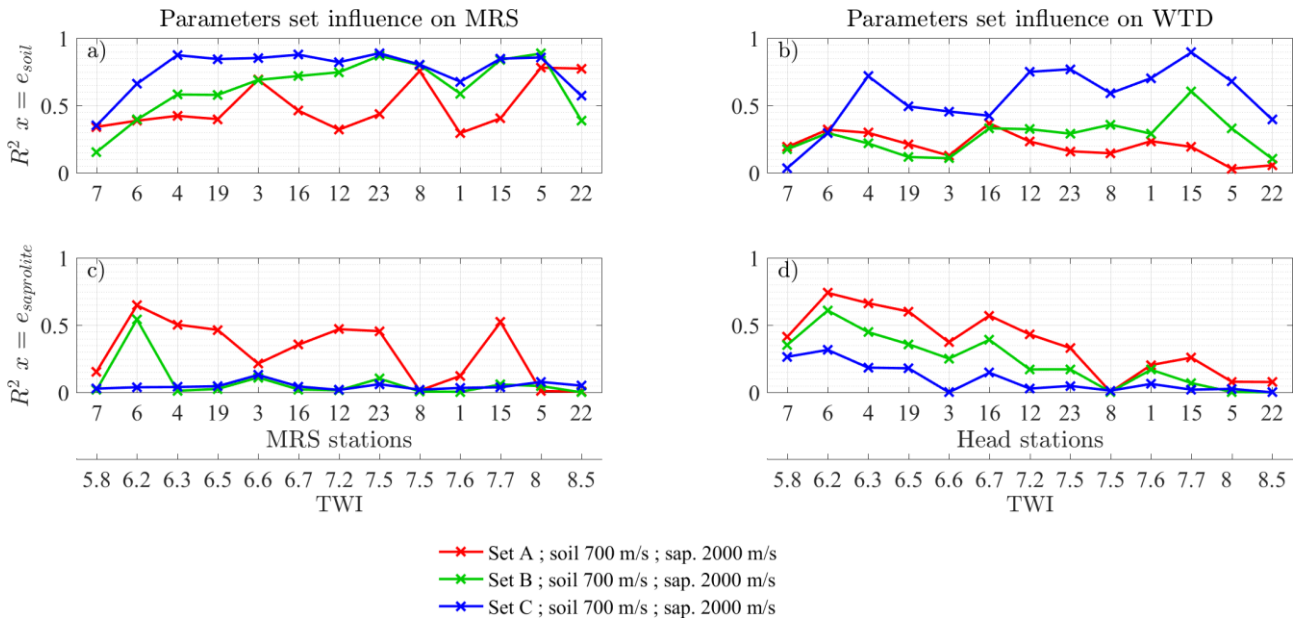 Parameters set influence on MRS
R² x = e_soil
a)
1
0.5
0
7 6 4 19 3 16 12 23 8 1 15 5 22
Parameters set influence on WTD
b)
1
0.5
0
7 6 4 19 3 16 12 23 8 1 15 5 22
R² x = e_saprolite
c)
1
0.5
0
7 6 4 19 3 16 12 23 8 1 15 5 22
MRS stations
5.8 6.2 6.3 6.5 6.6 6.7 7.2 7.5 7.5 7.6 7.7 8 8.5
TWI
d)
1
0.5
0
7 6 4 19 3 16 12 23 8 1 15 5 22
Head stations
5.8 6.2 6.3 6.5 6.6 6.7 7.2 7.5 7.5 7.6 7.7 8 8.5
TWI
Set A ; soil 700 m/s ; sap. 2000 m/s
Set B ; soil 700 m/s ; sap. 2000 m/s
Set C ; soil 700 m/s ; sap. 2000 m/s